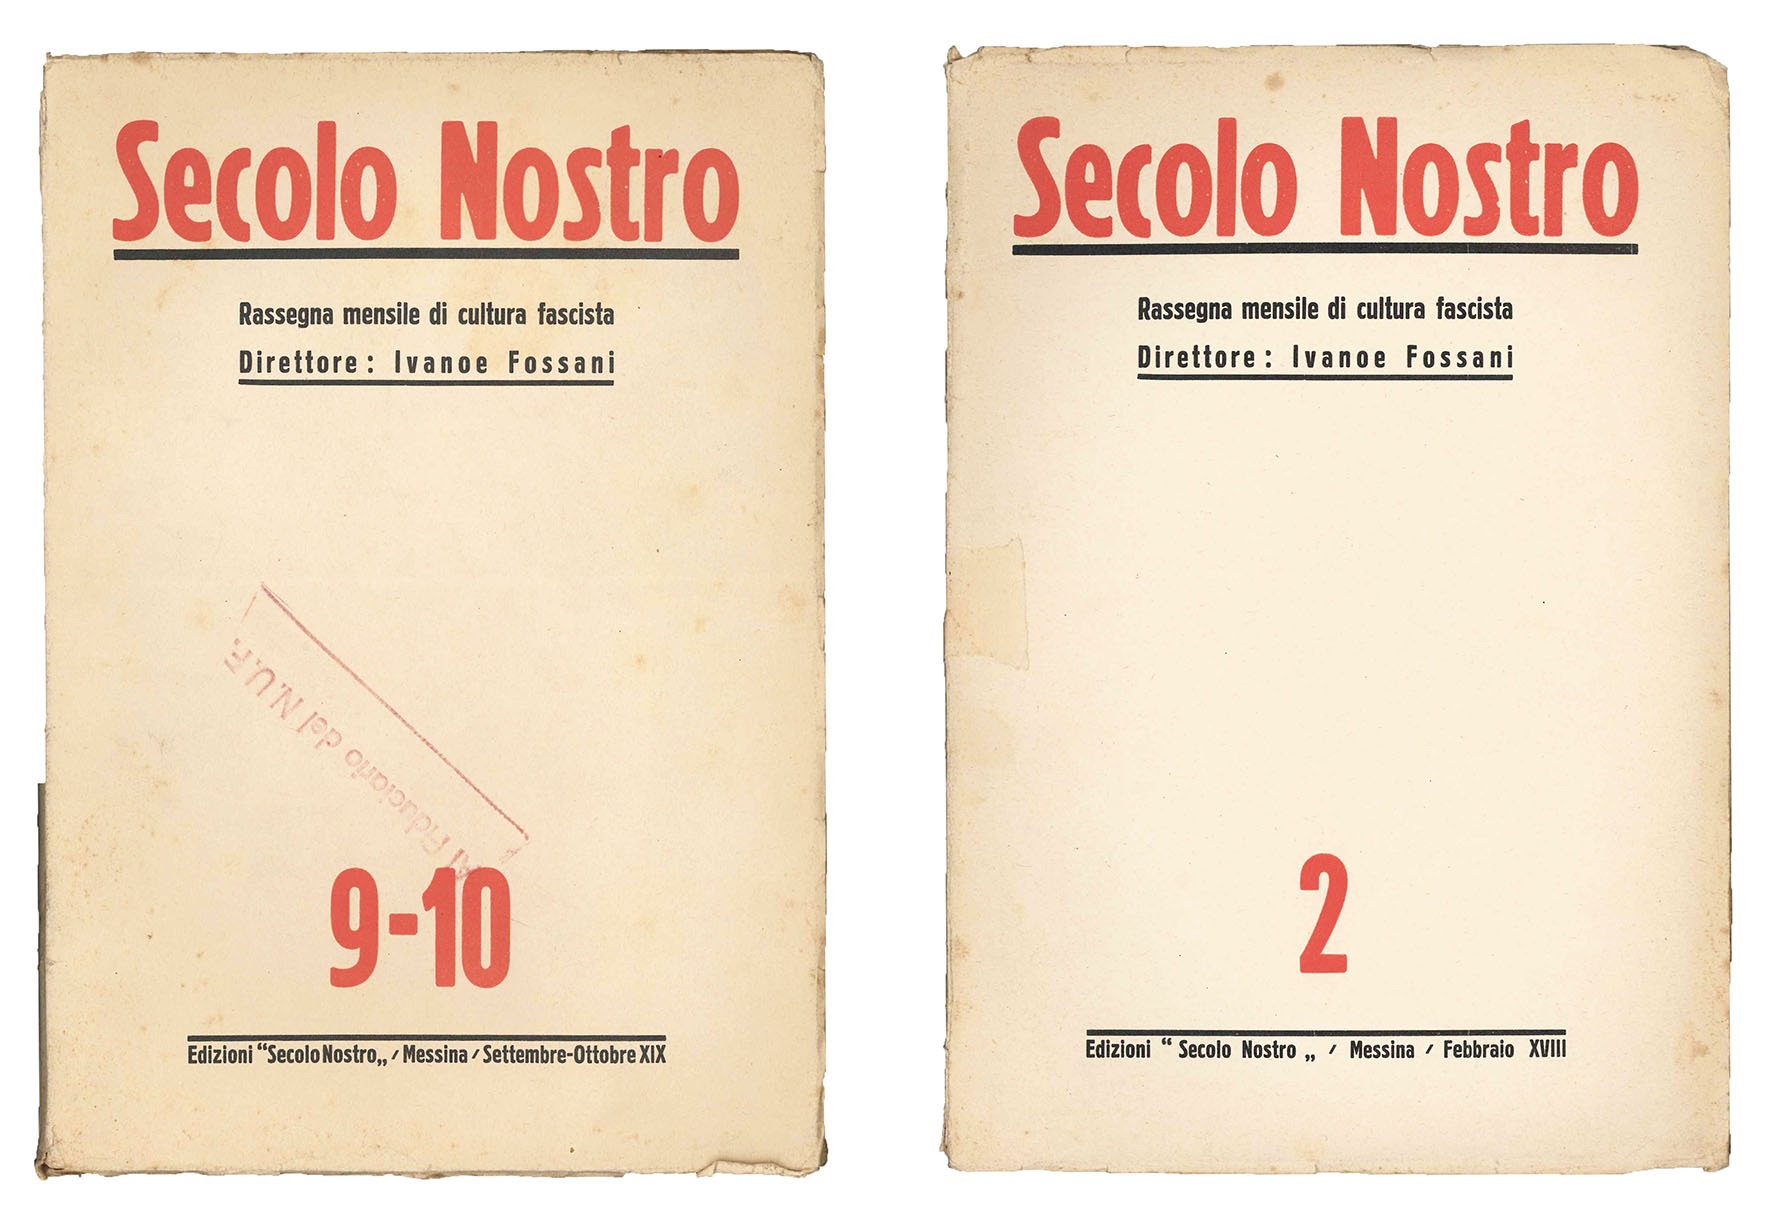 Secolo Nostro
Rassegna mensile di cultura fascista
Direttore: Ivanoe Fossani
Al Fiduciario del N.U.F.
9-10
Edizioni “Secolo Nostro„ / Messina / Settembre-Ottobre XIX
Secolo Nostro
Rassegna mensile di cultura fascista
Direttore: Ivanoe Fossani
2
Edizioni “ Secolo Nostro „ / Messina / Febbraio XVIII